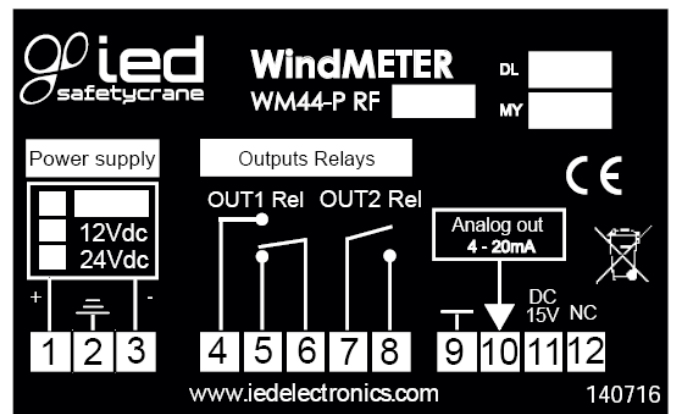 ied
safetycrane
WindMETER
WM44-P RF
DL
MY
Power supply
Outputs Relays
CE
12Vdc
24Vdc
OUT1 Rel OUT2 Rel
Analog out
4 - 20mA
+ -
DC
15V NC
1 2 3 4 5 6 7 8 9 10 11 12
www.iedelectronics.com 140716